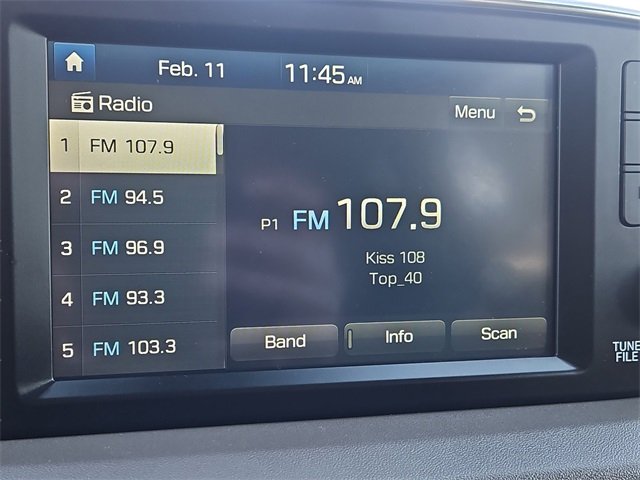 Feb. 11 11:45 AM
Radio
Menu
1 FM 107.9
2 FM 94.5
3 FM 96.9
4 FM 93.3
5 FM 103.3
P1 FM 107.9
Kiss 108
Top_40
Band Info Scan
TUNE
FILE